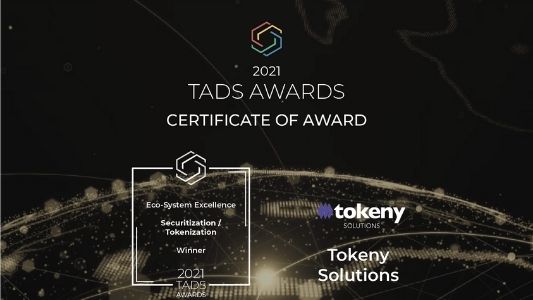 2021
TADS AWARDS
CERTIFICATE OF AWARD
Eco-System Excellence
Securitization /
Tokenization
Winner
2021
TADS
AWARDS
tokeny
SOLUTIONS
Tokeny
Solutions